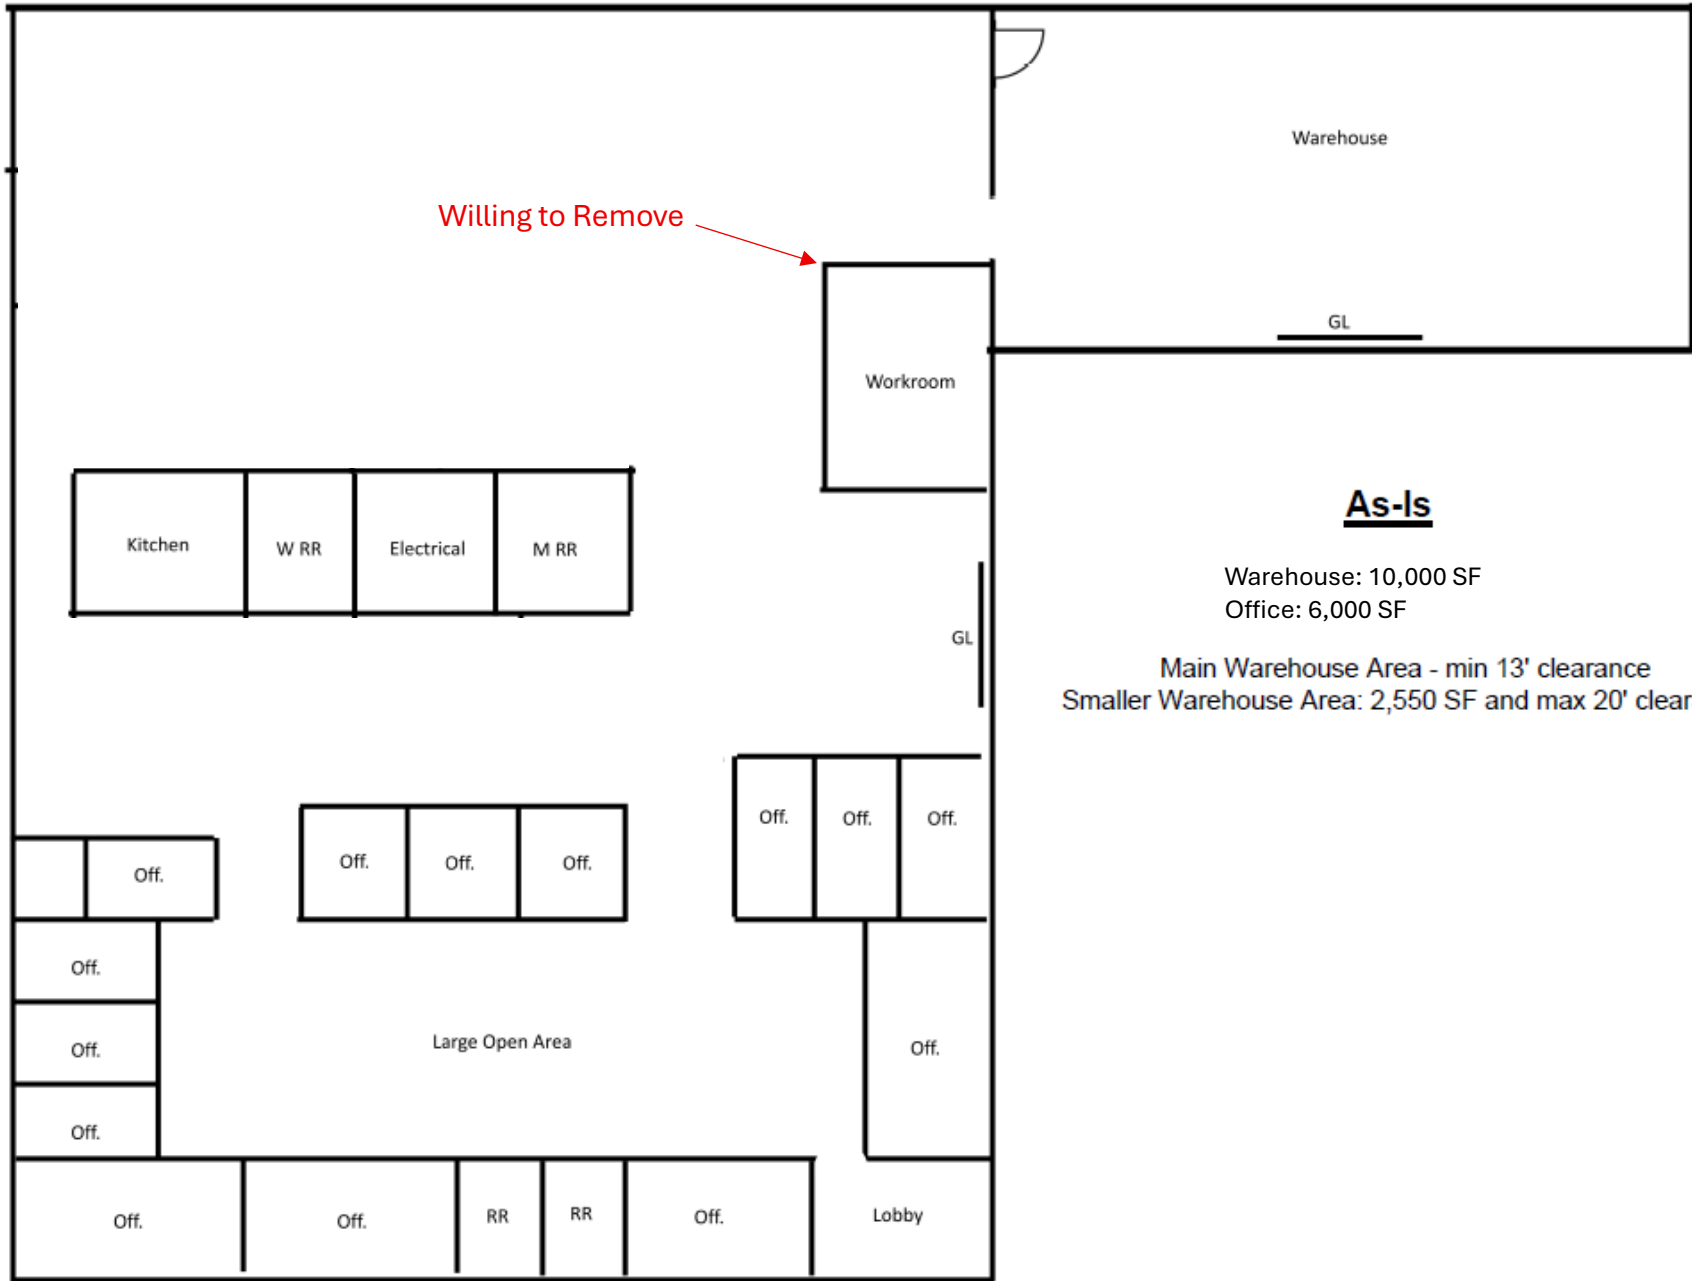 Warehouse
Willing to Remove
GL
Workroom
As-Is
Kitchen
W RR
Electrical
M RR
Warehouse: 10,000 SF
Office: 6,000 SF
GL
Main Warehouse Area - min 13' clearance
Smaller Warehouse Area: 2,550 SF and max 20' clear
Off.
Off.
Off.
Off.
Off.
Off.
Off.
Off.
Large Open Area
Off.
Off.
Off.
Off.
Off.
RR
RR
Off.
Lobby